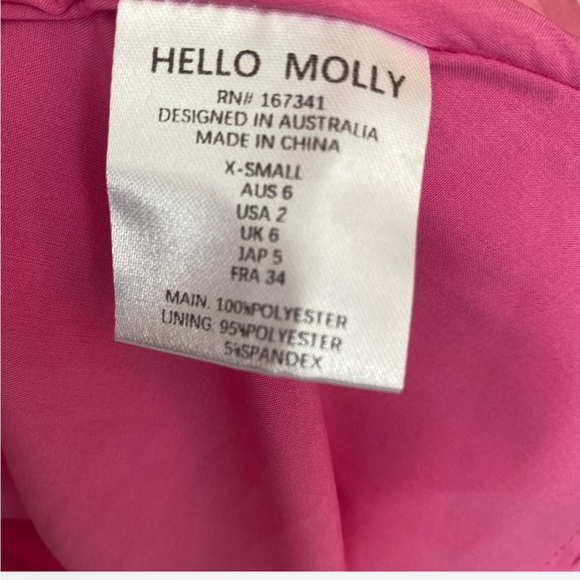 HELLO MOLLY
RN# 167341
DESIGNED IN AUSTRALIA
MADE IN CHINA
X-SMALL
AUS 6
USA 2
UK 6
JAP 5
FRA 34
MAIN. 100%POLYESTER
LINING. 95%POLYESTER
5%SPANDEX